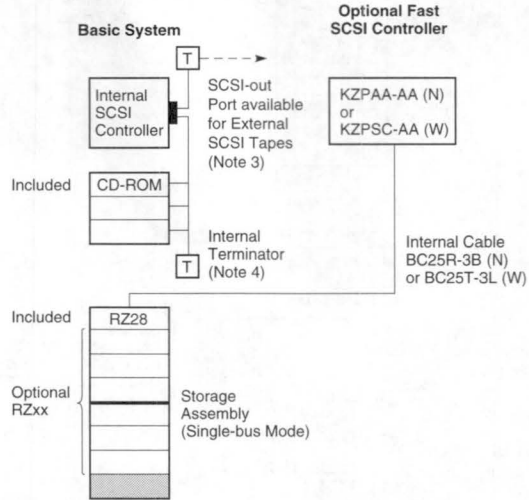 Basic System
Optional Fast
SCSI Controller
T
Internal
SCSI
Controller
SCSI-out
Port available
for External
SCSI Tapes
(Note 3)
KZPAA-AA (N)
or
KZPSC-AA (W)
Included
CD-ROM
Internal
Terminator
(Note 4)
T
Internal Cable
BC25R-3B (N)
or BC25T-3L (W)
Included
RZ28
Optional
RZxx
Storage
Assembly
(Single-bus Mode)